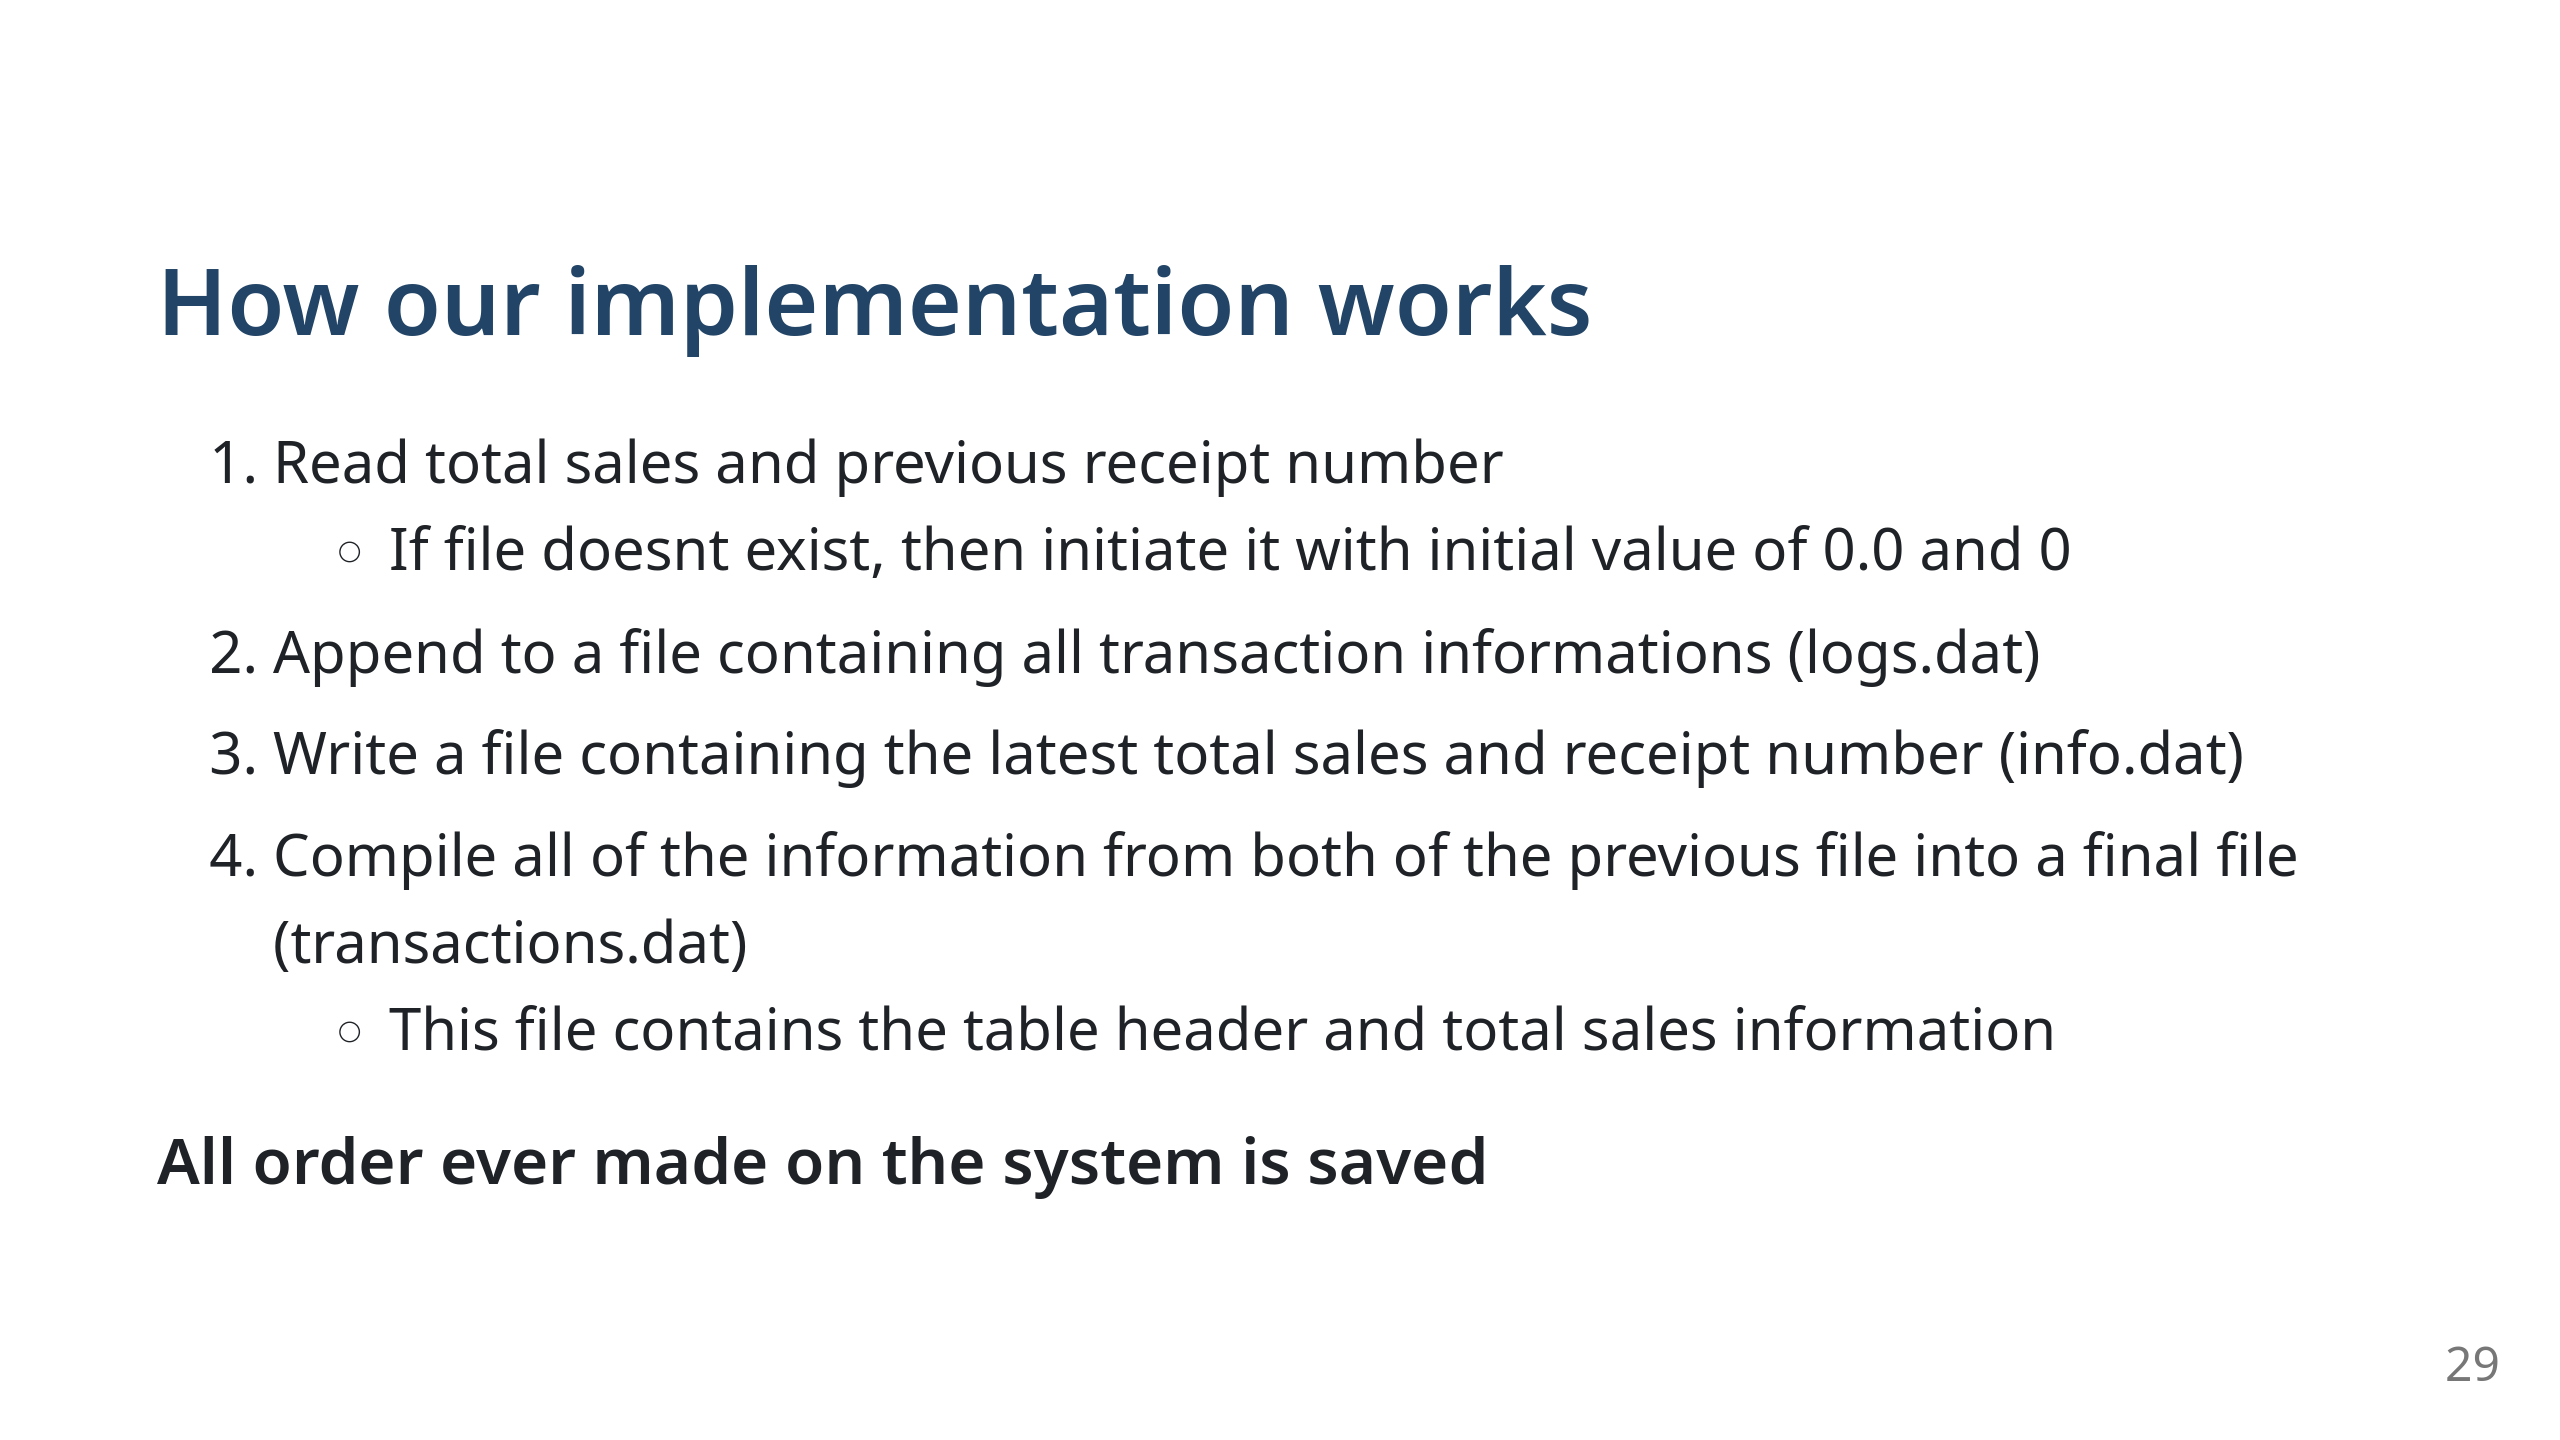 How our implementation works
1. Read total sales and previous receipt number
○ If file doesnt exist, then initiate it with initial value of 0.0 and 0
2. Append to a file containing all transaction informations (logs.dat)
3. Write a file containing the latest total sales and receipt number (info.dat)
4. Compile all of the information from both of the previous file into a final file
(transactions.dat)
○ This file contains the table header and total sales information
All order ever made on the system is saved
29